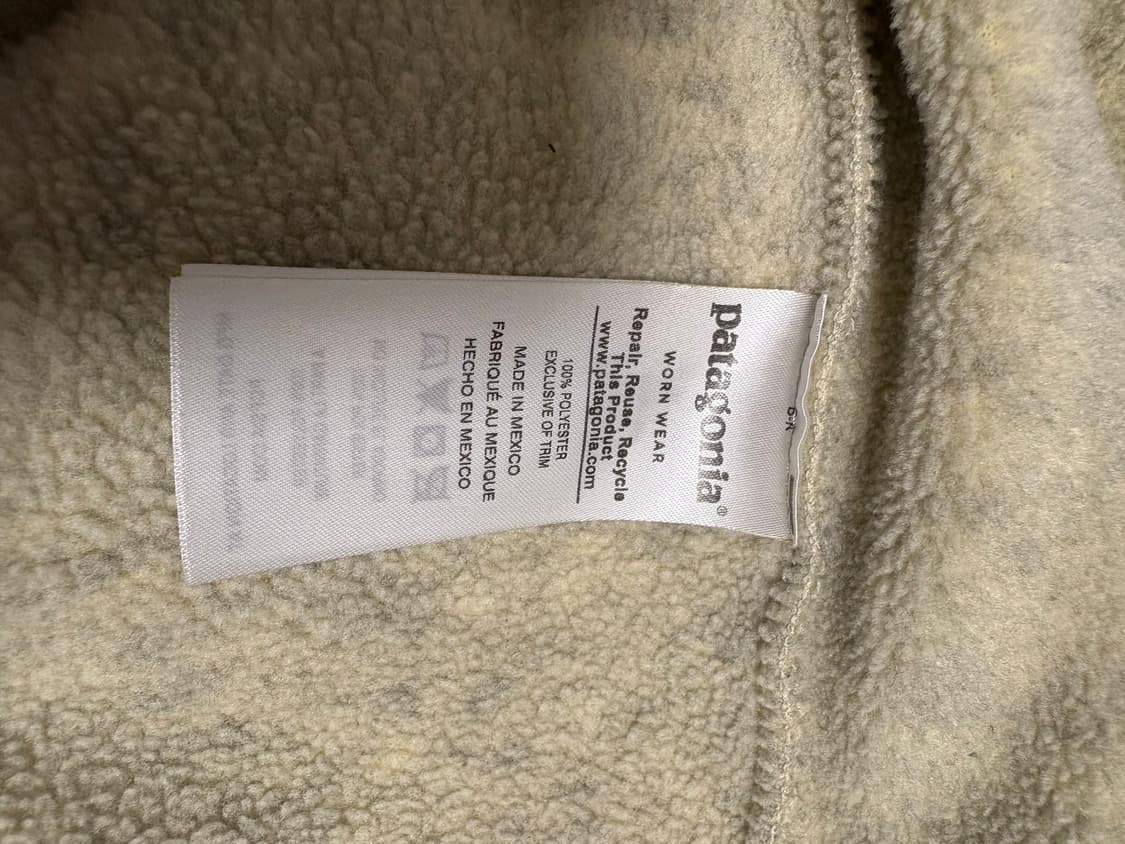 patagonia®
WORN WEAR
Repair, Reuse, Recycle
This Product
www.patagonia.com
100% POLYESTER
EXCLUSIVE OF TRIM
MADE IN MEXICO
FABRIQUÉ AU MEXIQUE
HECHO EN MEXICO